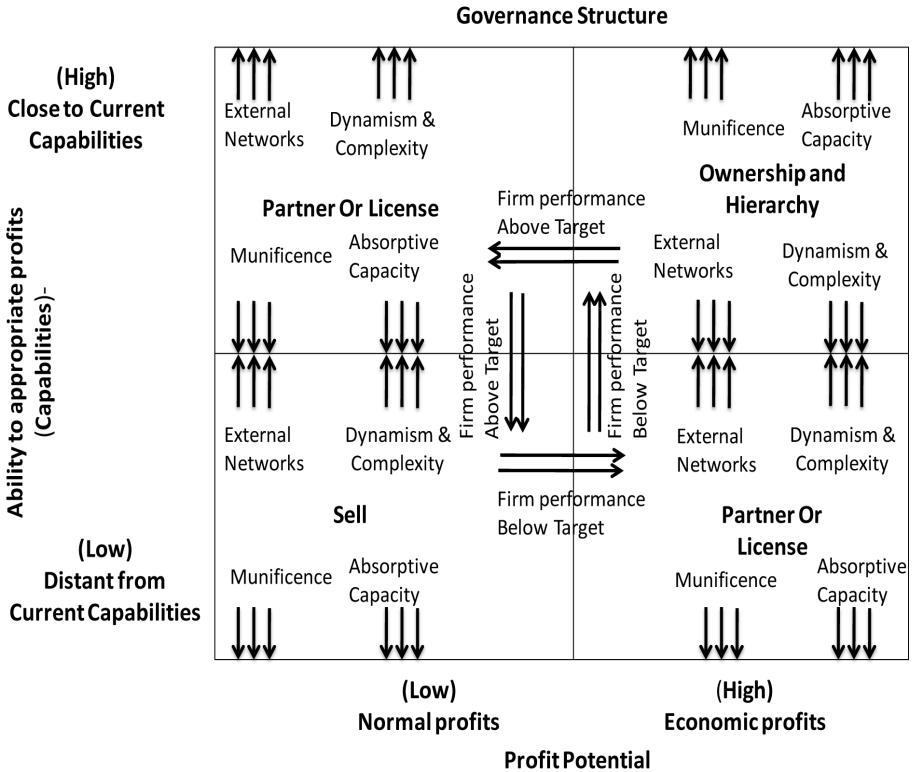 Governance Structure
(High)
Close to Current
Capabilities
External
Networks
Dynamism &
Complexity
Munificence
Absorptive
Capacity
Partner Or License
Ownership and
Hierarchy
Munificence
Absorptive
Capacity
Firm performance
Above Target
External
Networks
Dynamism &
Complexity
Ability to appropriate profits
(Capabilities)-
Firm performance
Above Target
Firm performance
Below Target
External
Networks
Dynamism &
Complexity
External
Networks
Dynamism &
Complexity
Firm performance
Below Target
Sell
Partner Or
License
(Low)
Distant from
Current Capabilities
Munificence
Absorptive
Capacity
Munificence
Absorptive
Capacity
(Low)
Normal profits
(High)
Economic profits
Profit Potential